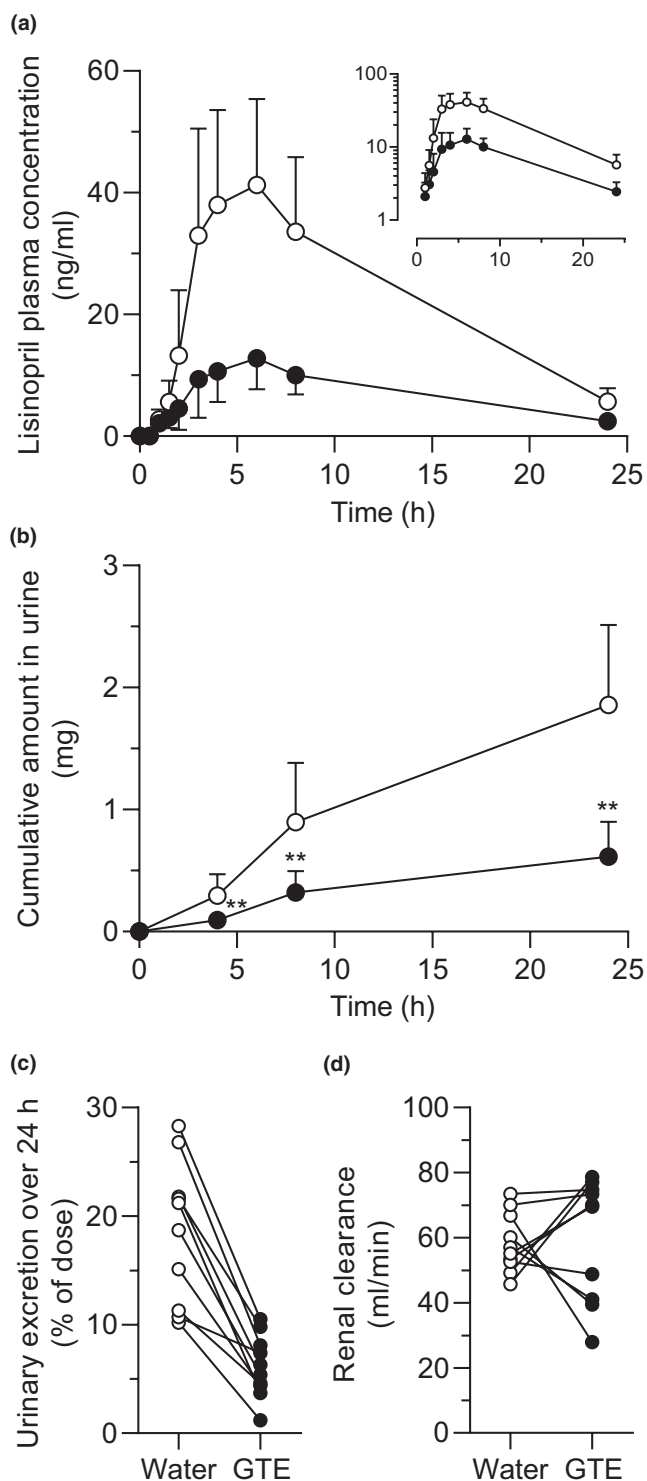 (a)
Lisinopril plasma concentration
(ng/ml)
60
40
20
0
0
5
10
15
20
25
Time (h)
100
10
1
0
10
20
(b)
Cumulative amount in urine
(mg)
3
2
1
0
**
**
**
0
5
10
15
20
25
Time (h)
(c)
Urinary excretion over 24 h
(% of dose)
30
20
10
0
Water
GTE
(d)
Renal clearance
(ml/min)
100
80
60
40
20
0
Water
GTE